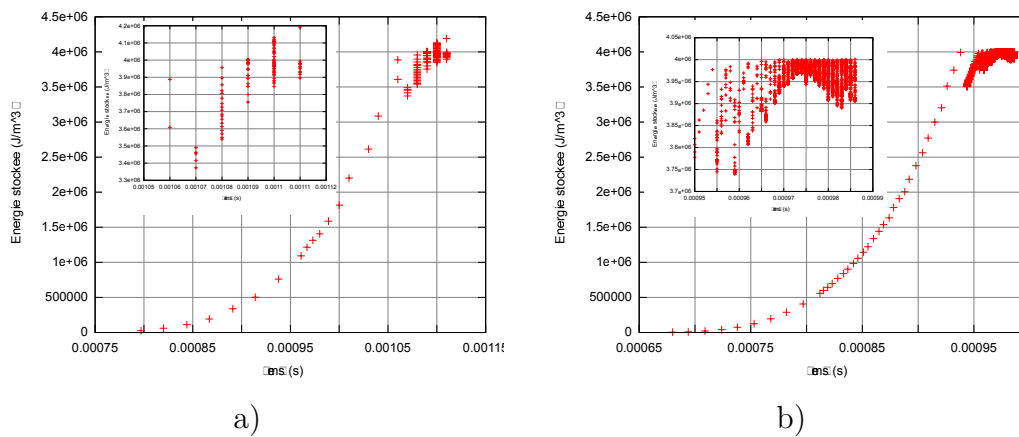 4.5e+06
4e+06
3.5e+06
3e+06
2.5e+06
2e+06
1.5e+06
1e+06
500000
0
0.00075
0.00085
0.00095
0.00105
0.00115
Energie stockee (J/m^3
(s)
4.2e+06
4.1e+06
4e+06
3.9e+06
3.8e+06
3.7e+06
3.6e+06
3.5e+06
3.4e+06
3.3e+06
0.00105
0.00106
0.00107
0.00108
0.00109
0.0011
0.00111
0.00112
Energie stockee (J/m^3
(s)
a)
4.5e+06
4e+06
3.5e+06
3e+06
2.5e+06
2e+06
1.5e+06
1e+06
500000
0
0.00065
0.00075
0.00085
0.00095
Energie stockee (J/m^3
(s)
4.05e+06
4e+06
3.95e+06
3.9e+06
3.85e+06
3.8e+06
3.75e+06
3.7e+06
0.00095
0.00096
0.00097
0.00098
0.00099
Energie stockee (J/m^3
(s)
b)